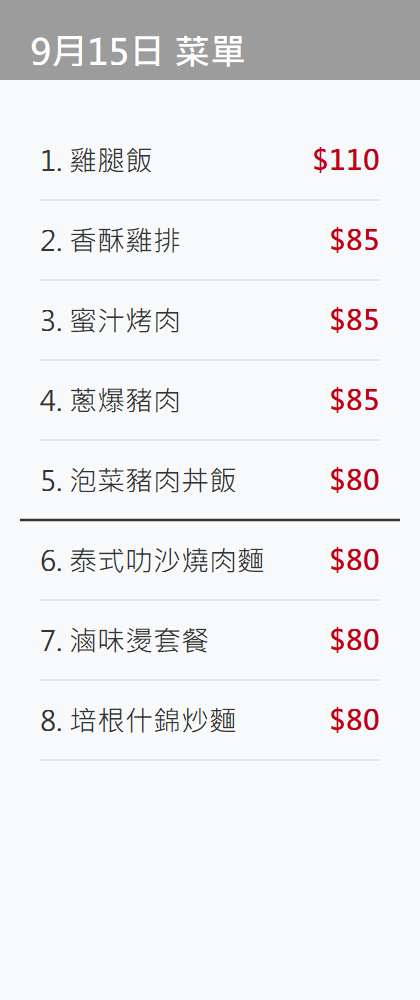 9月15日 菜單
1. 雞腿飯 $110
2. 香酥雞排 $85
3. 蜜汁烤肉 $85
4. 蔥爆豬肉 $85
5. 泡菜豬肉丼飯 $80
6. 泰式叻沙燒肉麵 $80
7. 滷味燙套餐 $80
8. 培根什錦炒麵 $80